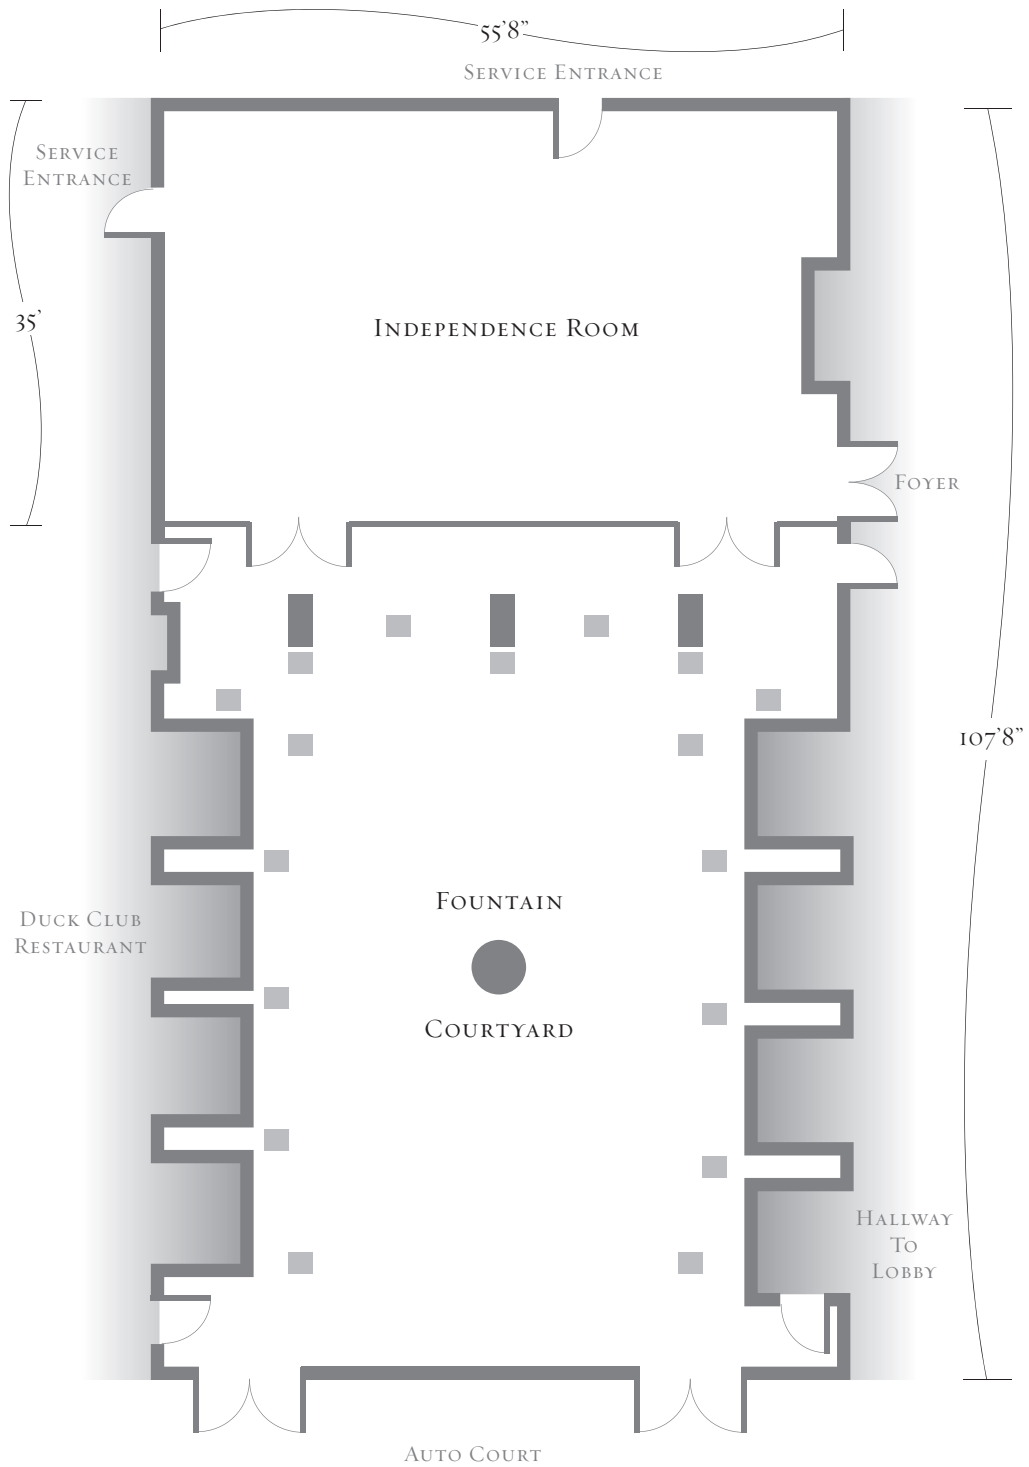 55’8”
Service Entrance
Service
Entrance
35’
Independence Room
Foyer
107’8”
Fountain
Duck Club
Restaurant
Courtyard
Hallway
To
Lobby
Auto Court